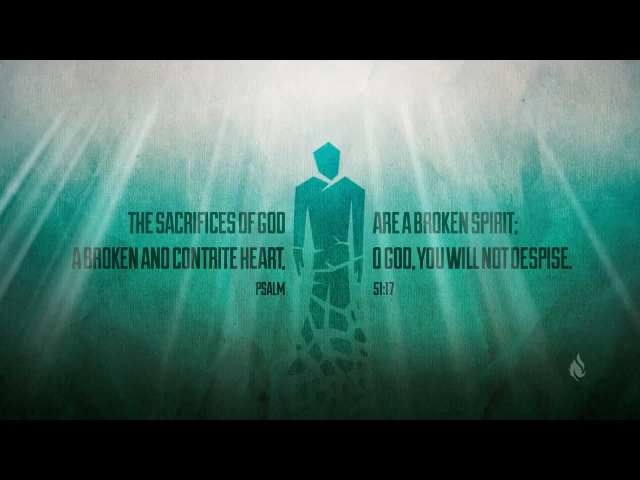 THE SACRIFICES OF GOD ARE A BROKEN SPIRIT;
A BROKEN AND CONTRITE HEART, O GOD, YOU WILL NOT DESPISE.
PSALM 51:17